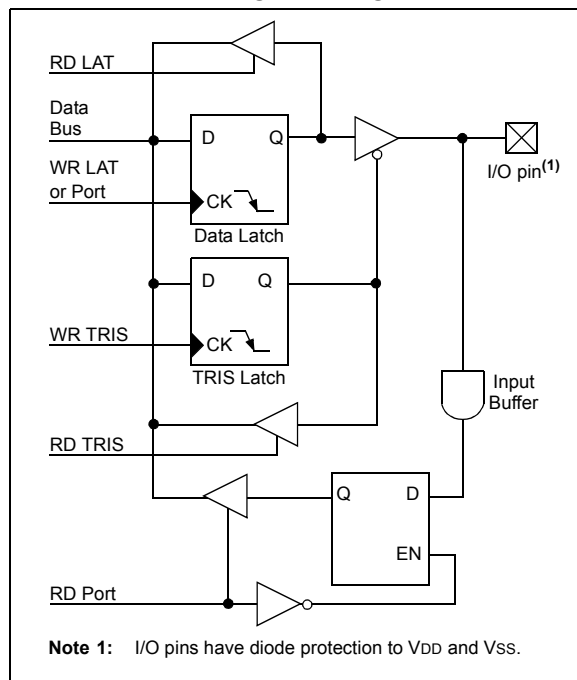 RD LAT
Data
Bus
D Q
I/O pin(1)
WR LAT
or Port
CK
Data Latch
D Q
WR TRIS
CK
TRIS Latch
Input
Buffer
RD TRIS
Q D
EN
RD Port
Note 1: I/O pins have diode protection to VDD and VSS.